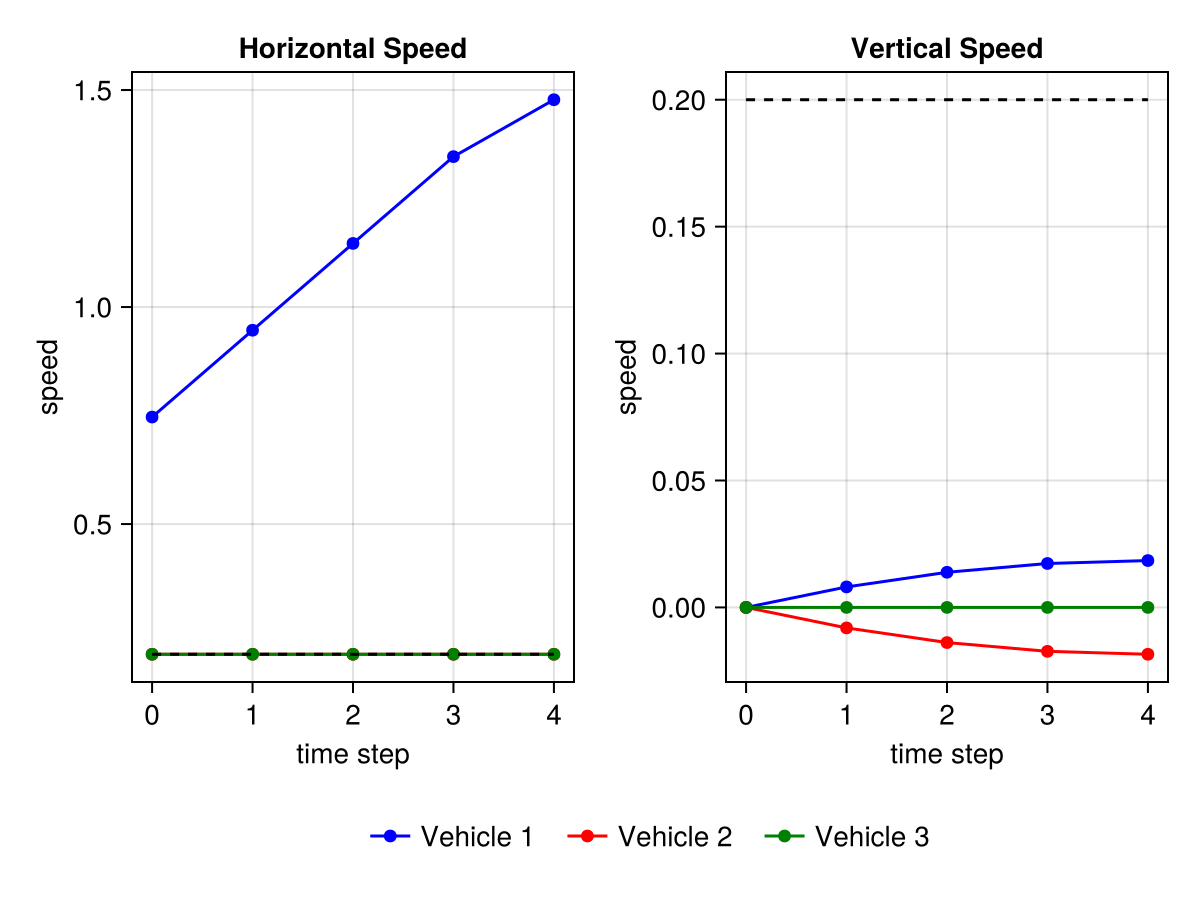 Horizontal Speed
1.5
1.0
0.5
speed
0 1 2 3 4
time step
Vertical Speed
0.20
0.15
0.10
0.05
0.00
speed
0 1 2 3 4
time step
Vehicle 1 Vehicle 2 Vehicle 3